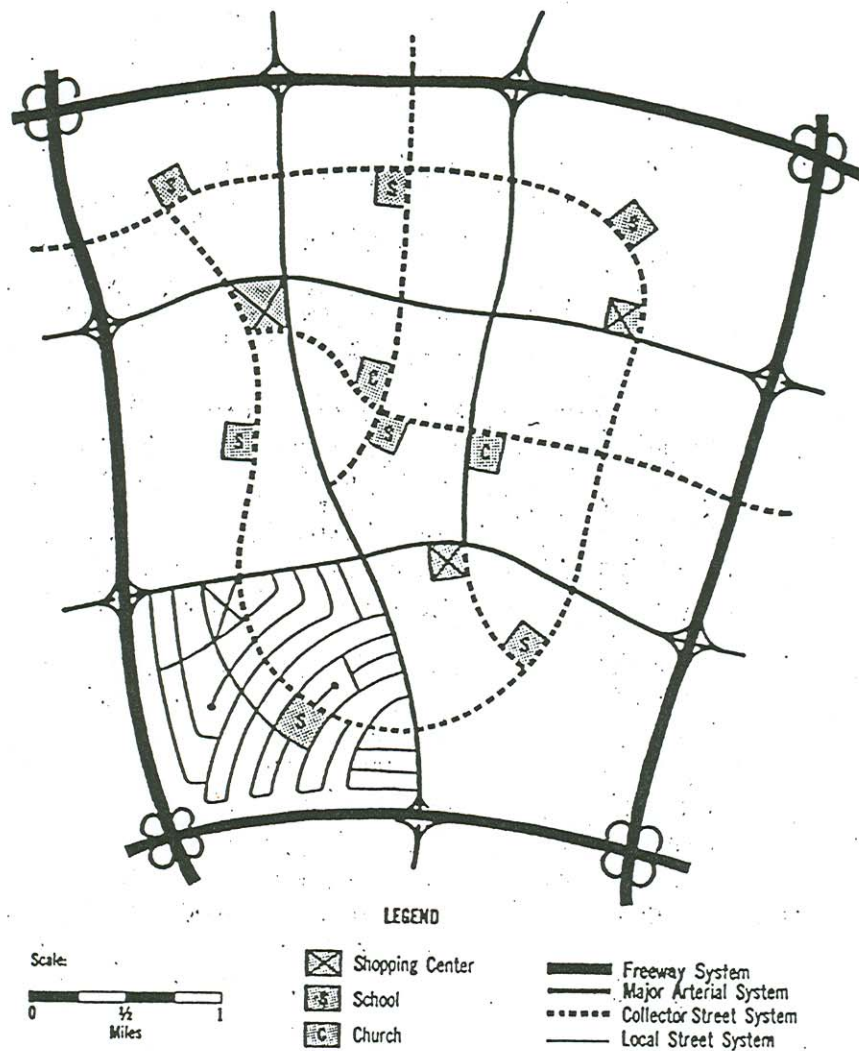 S
S
S
C
S
S
C
S
S
LEGEND
Scale:
0 ½ 1
Miles
Shopping Center
S School
C Church
Freeway System
Major Arterial System
Collector Street System
Local Street System